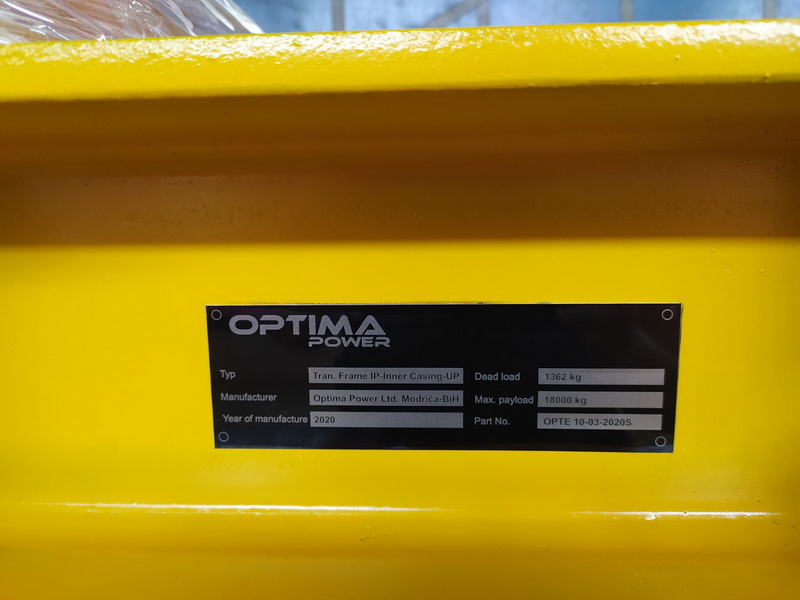 OPTIMA
POWER
Typ Tran. Frame IP-Inner Casing-UP Dead load 1362 kg
Manufacturer Optima Power Ltd. Modrica-BiH Max. payload 18000 kg
Year of manufacture 2020 Part No. OPTE 10-03-2020S